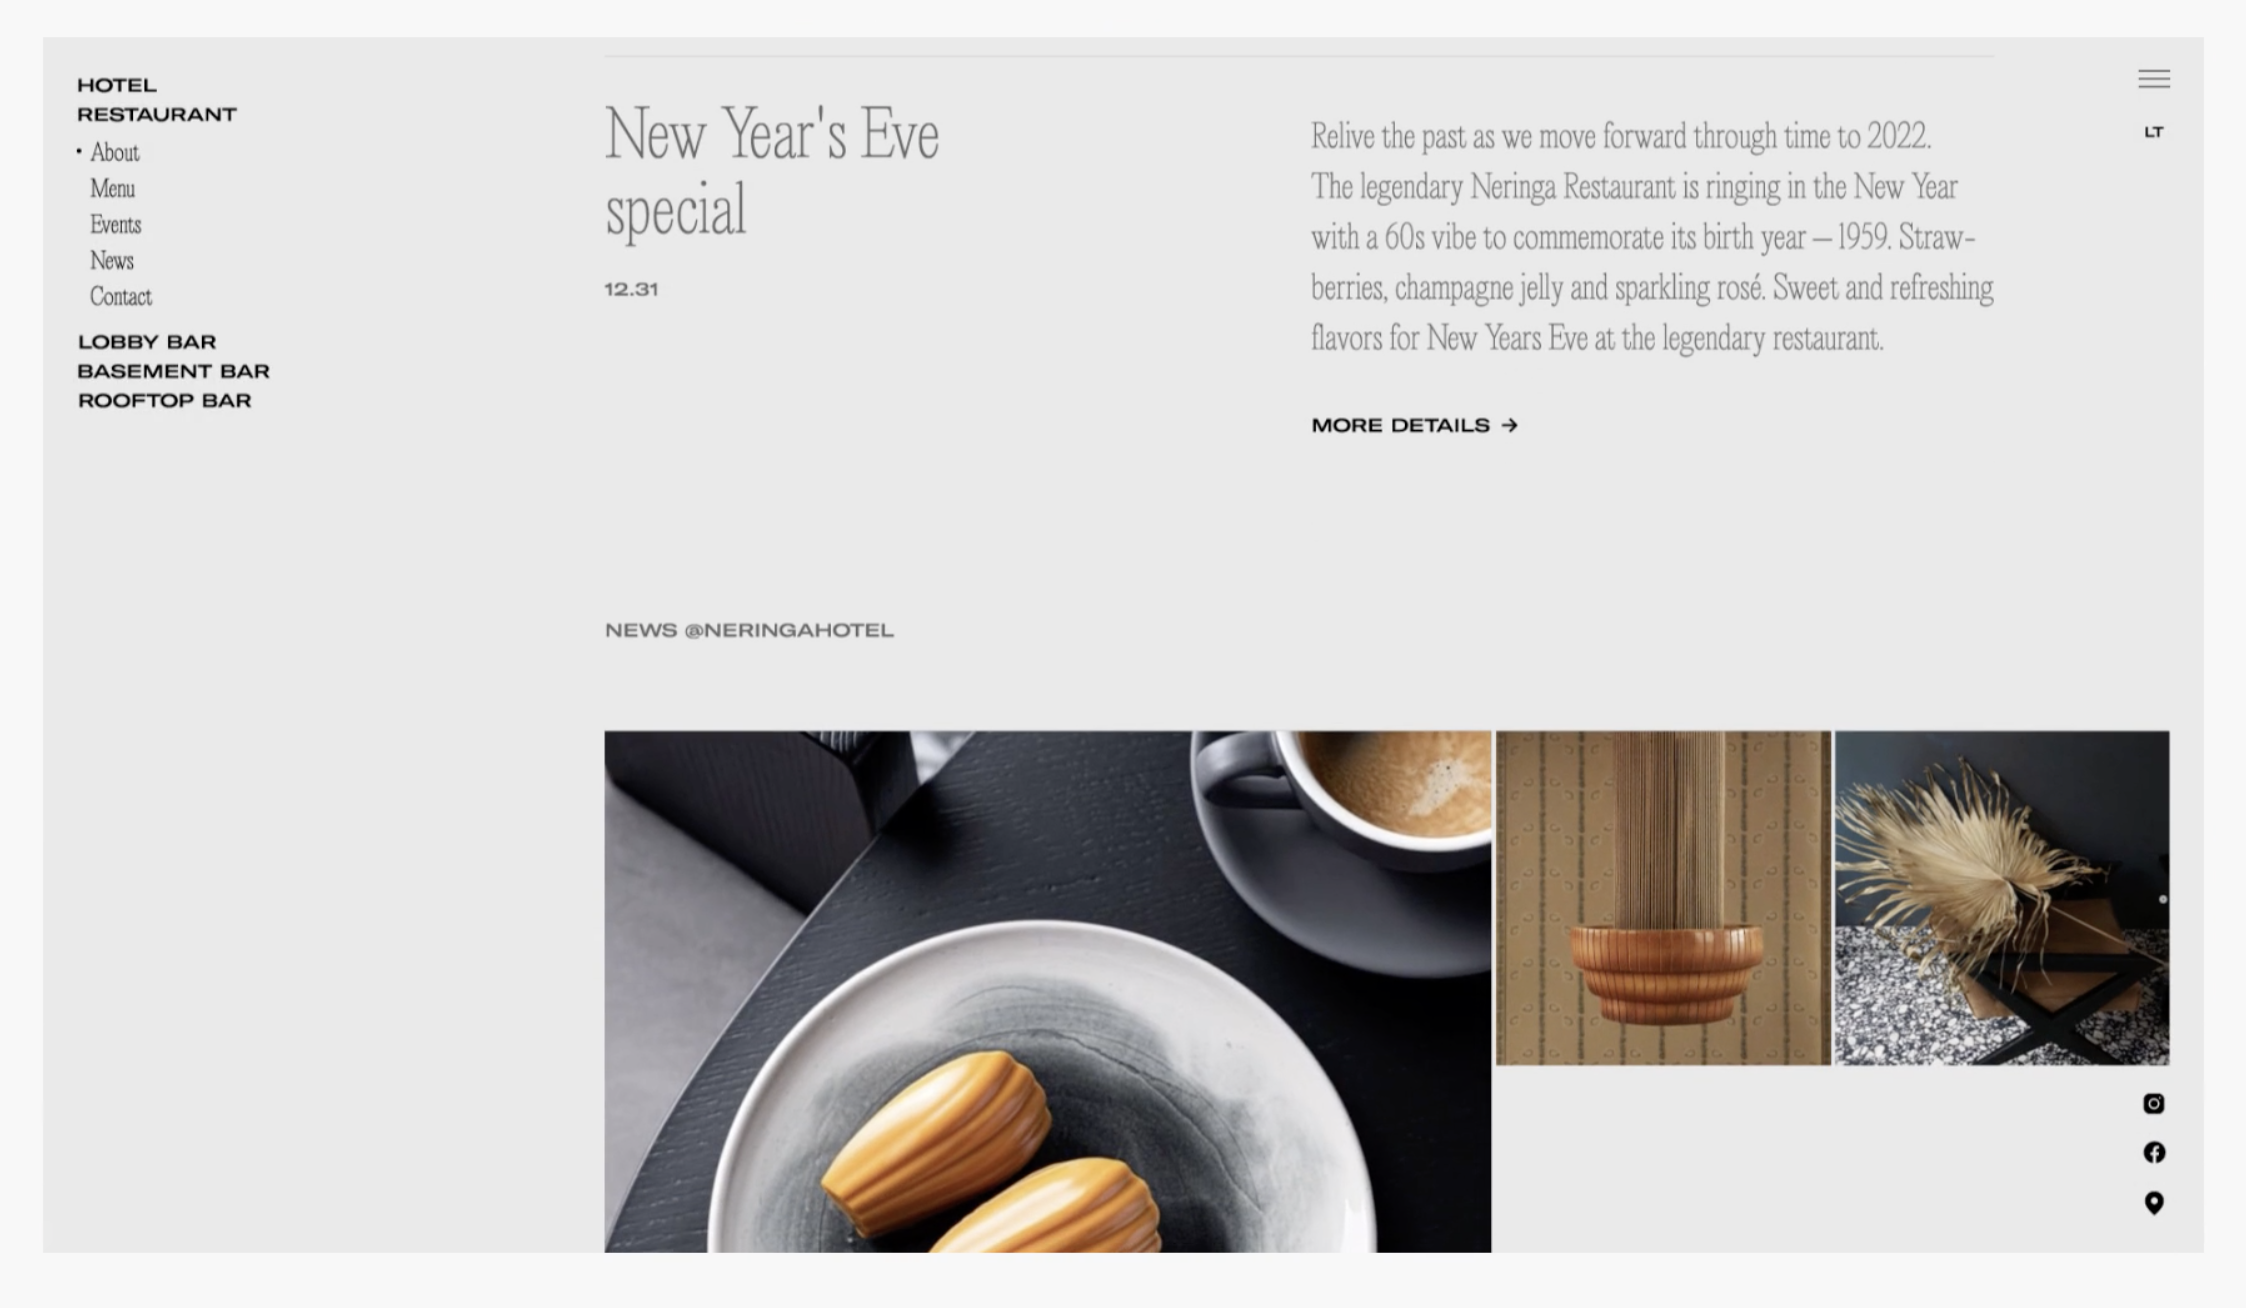 HOTEL
RESTAURANT
• About
Menu
Events
News
Contact
LOBBY BAR
BASEMENT BAR
ROOFTOP BAR
New Year's Eve
special
12.31
Relive the past as we move forward through time to 2022.
The legendary Neringa Restaurant is ringing in the New Year
with a 60s vibe to commemorate its birth year – 1959. Straw-
berries, champagne jelly and sparkling rosé. Sweet and refreshing
flavors for New Years Eve at the legendary restaurant.
MORE DETAILS →
LT
NEWS @NERINGAHOTEL